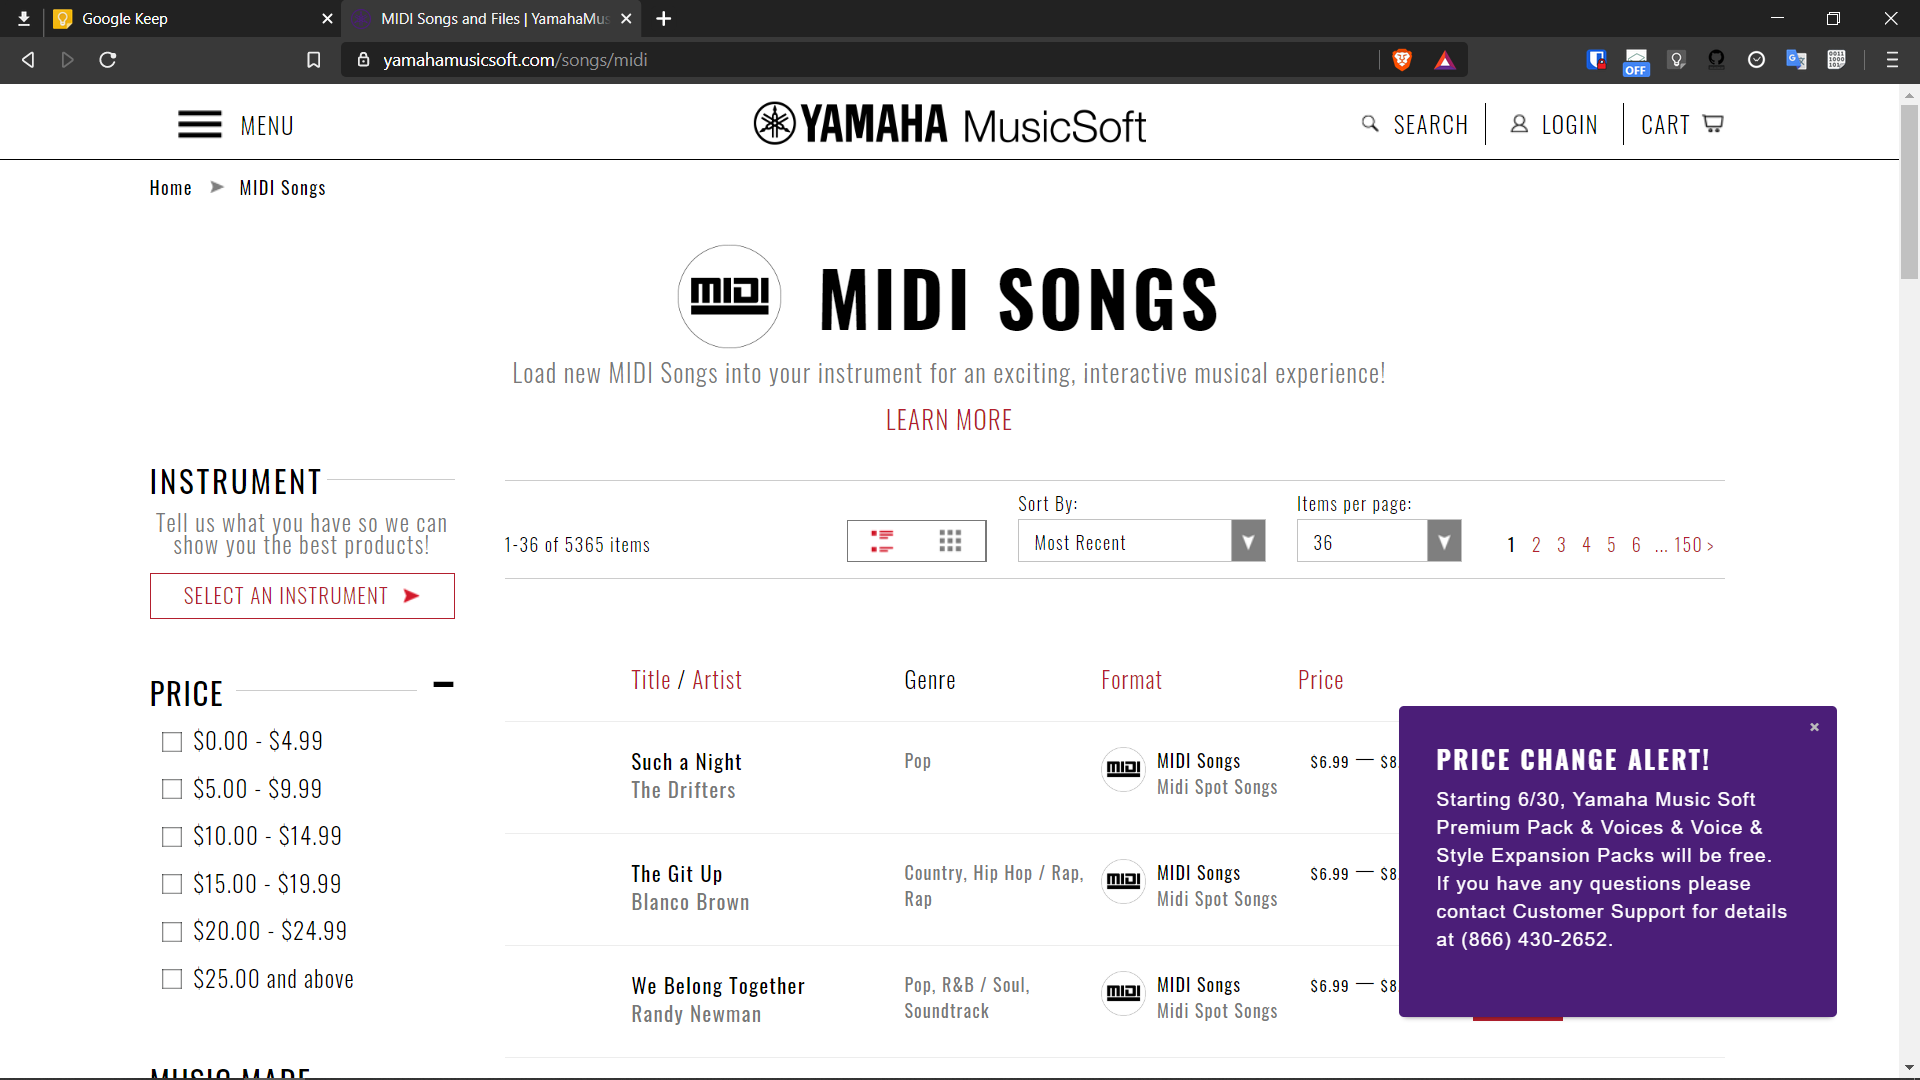 Google Keep
MIDI Songs and Files | YamahaMus
yamahamusicsoft.com/songs/midi
OFF
MENU
YAMAHA MusicSoft
SEARCH
LOGIN
CART
Home
MIDI Songs
MIDI
MIDI SONGS
Load new MIDI Songs into your instrument for an exciting, interactive musical experience!
LEARN MORE
INSTRUMENT
Tell us what you have so we can
show you the best products!
SELECT AN INSTRUMENT
PRICE
$0.00 - $4.99
$5.00 - $9.99
$10.00 - $14.99
$15.00 - $19.99
$20.00 - $24.99
$25.00 and above
MUSIC MADE
1-36 of 5365 items
Sort By:
Most Recent
Items per page:
36
1 2 3 4 5 6 ... 150 >
Title / Artist
Genre
Format
Price
Such a Night
The Drifters
Pop
MIDI
MIDI Songs
Midi Spot Songs
$6.99 — $8
The Git Up
Blanco Brown
Country, Hip Hop / Rap,
Rap
MIDI
MIDI Songs
Midi Spot Songs
$6.99 — $8
We Belong Together
Randy Newman
Pop, R&B / Soul,
Soundtrack
MIDI
MIDI Songs
Midi Spot Songs
$6.99 — $8
PRICE CHANGE ALERT!
Starting 6/30, Yamaha Music Soft
Premium Pack & Voices & Voice &
Style Expansion Packs will be free.
If you have any questions please
contact Customer Support for details
at (866) 430-2652.